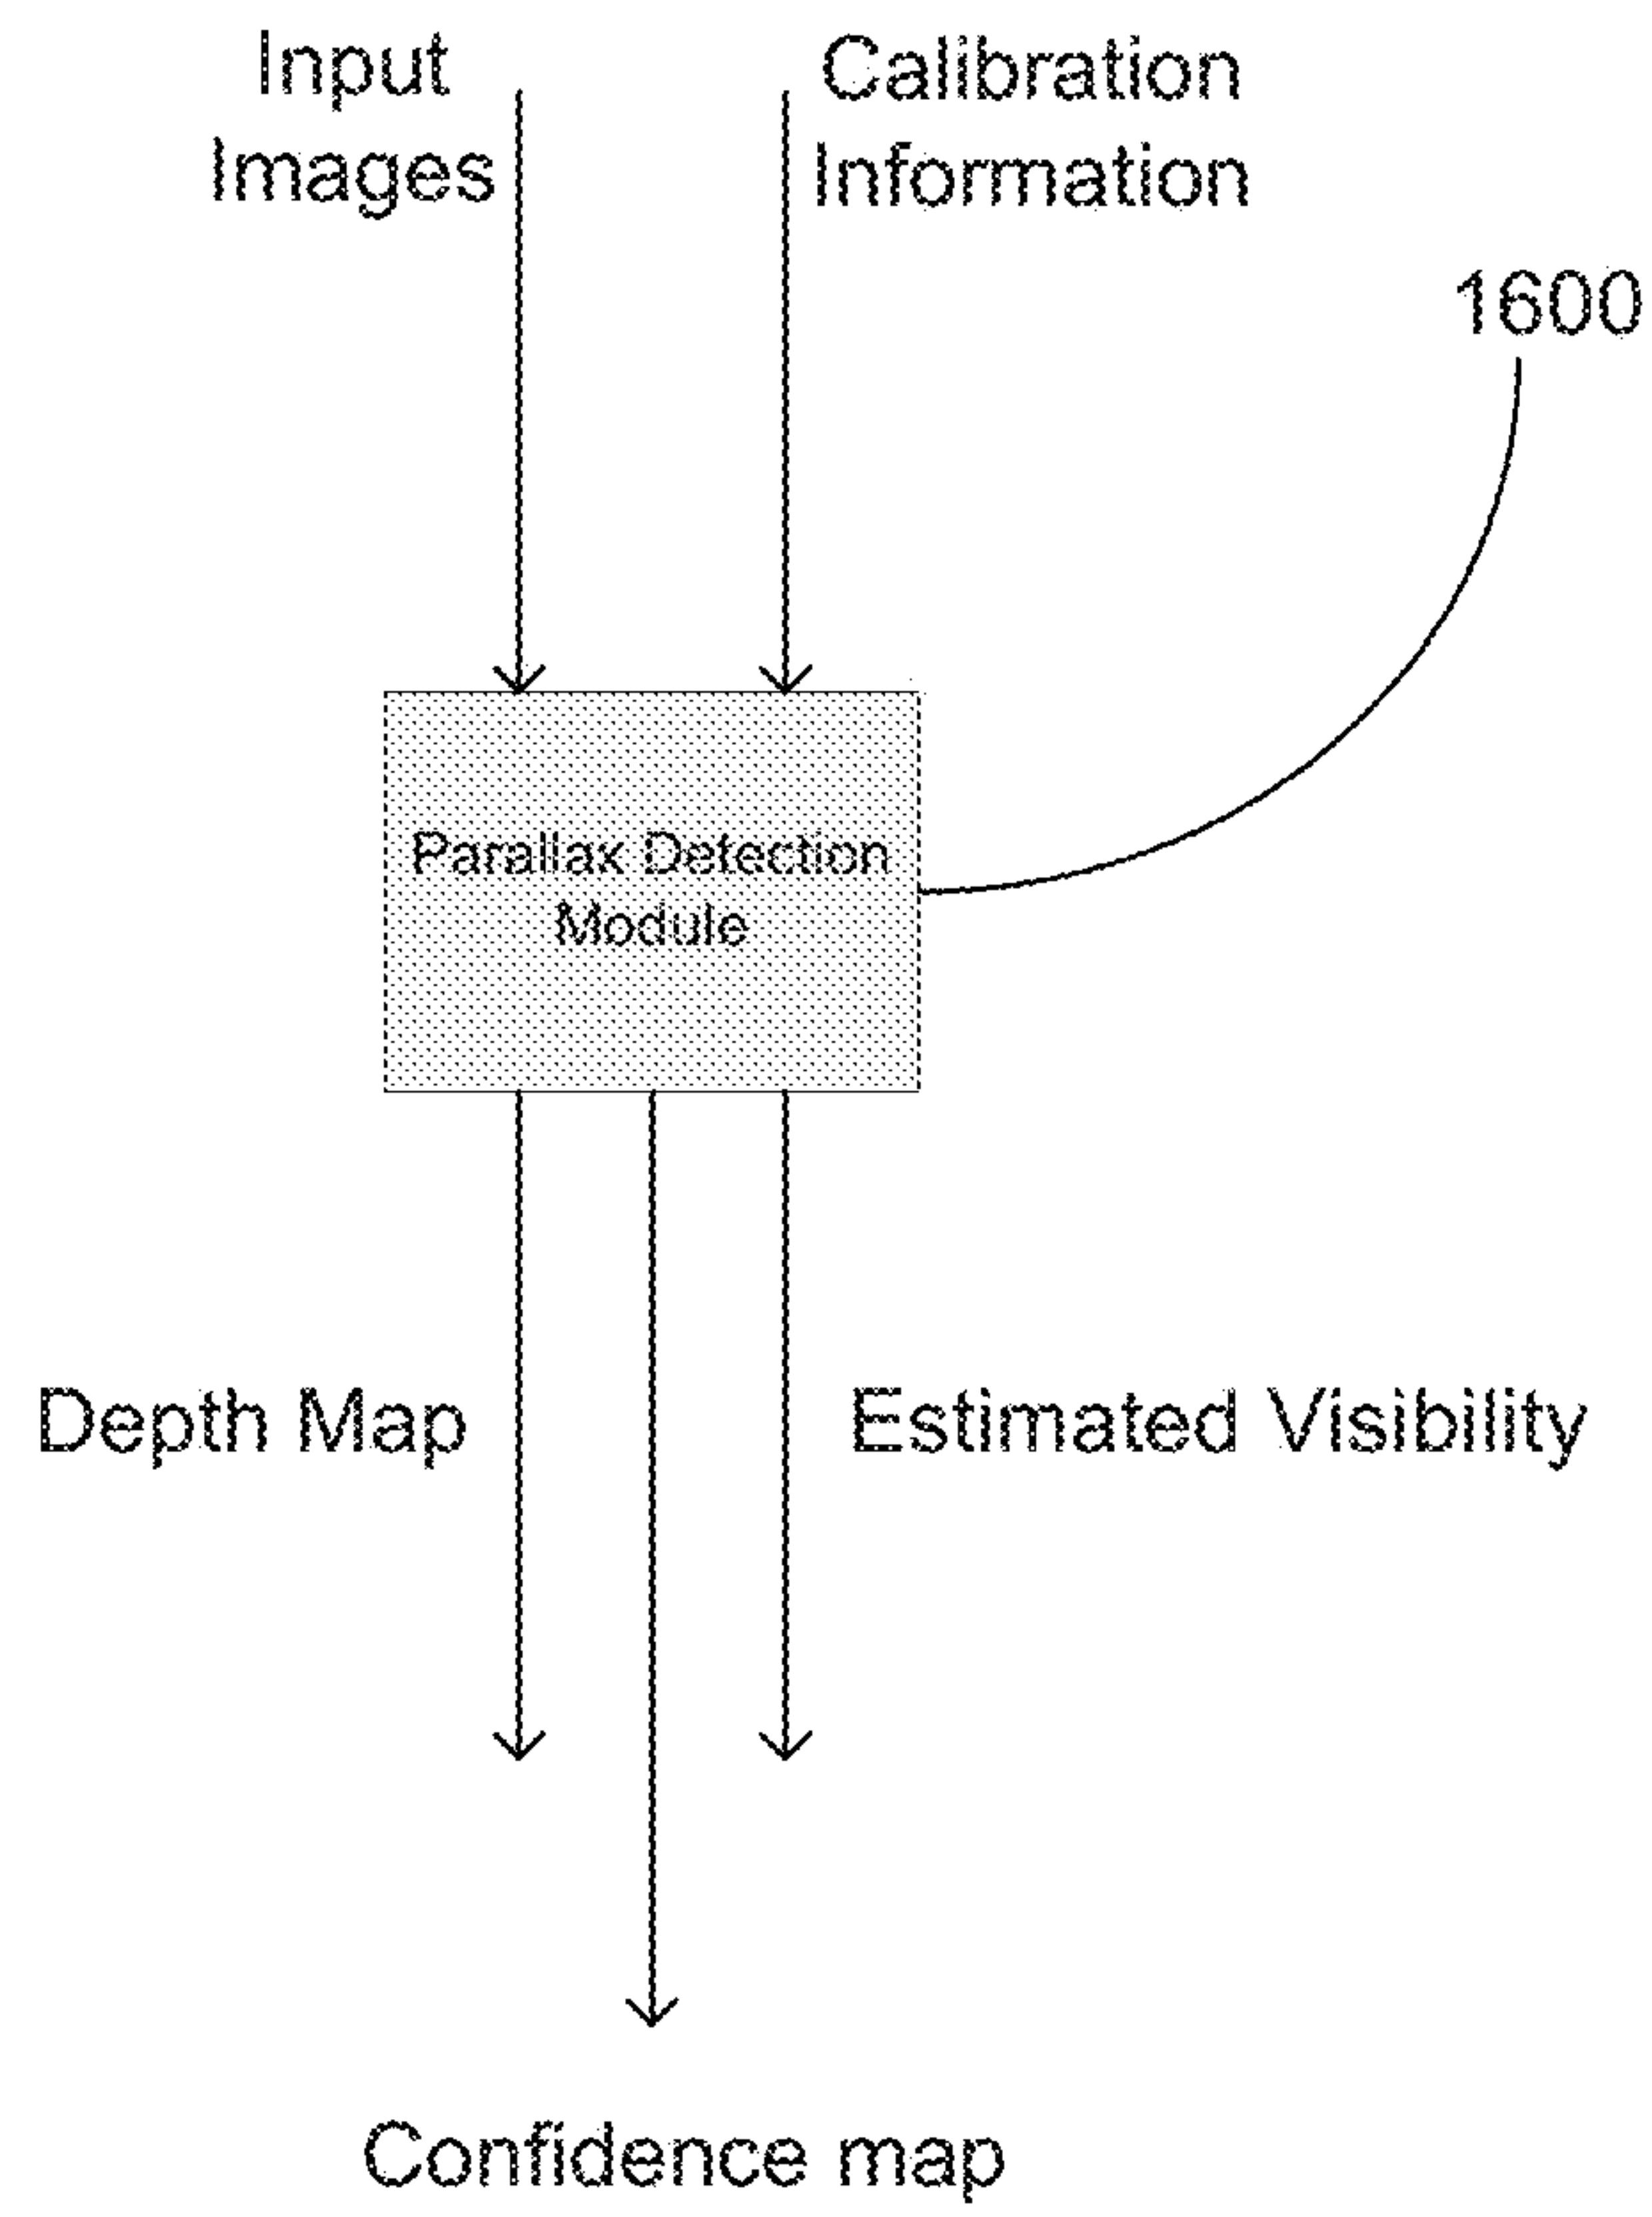 Input
Images
Calibration
Information
1600
Parallax Detection
Module
Depth Map
Estimated Visibility
Confidence map